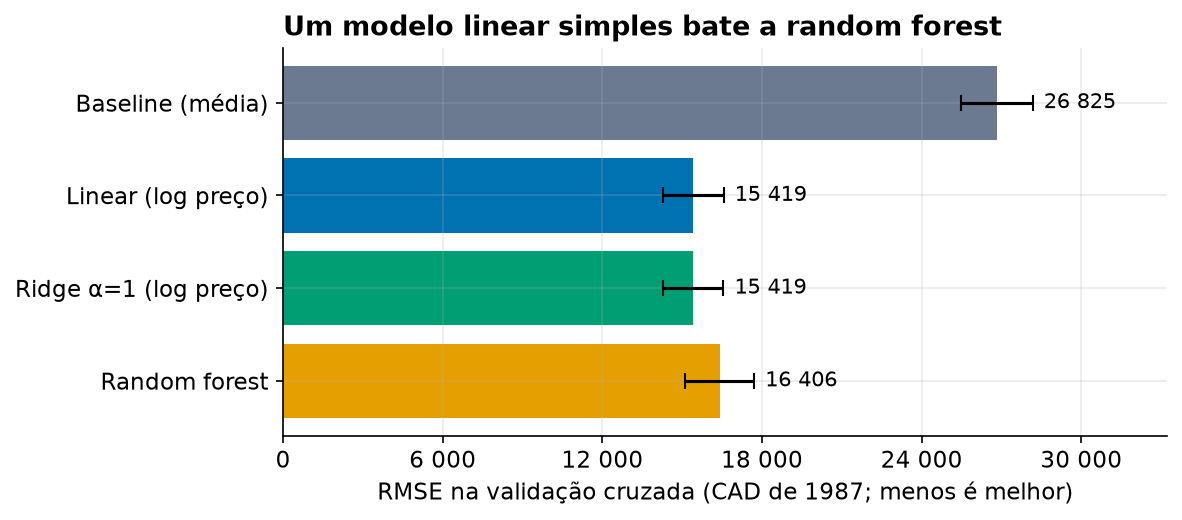 Um modelo linear simples bate a random forest
Baseline (média)
26 825
Linear (log preço)
15 419
Ridge α=1 (log preço)
15 419
Random forest
16 406
0 6 000 12 000 18 000 24 000 30 000
RMSE na validação cruzada (CAD de 1987; menos é melhor)